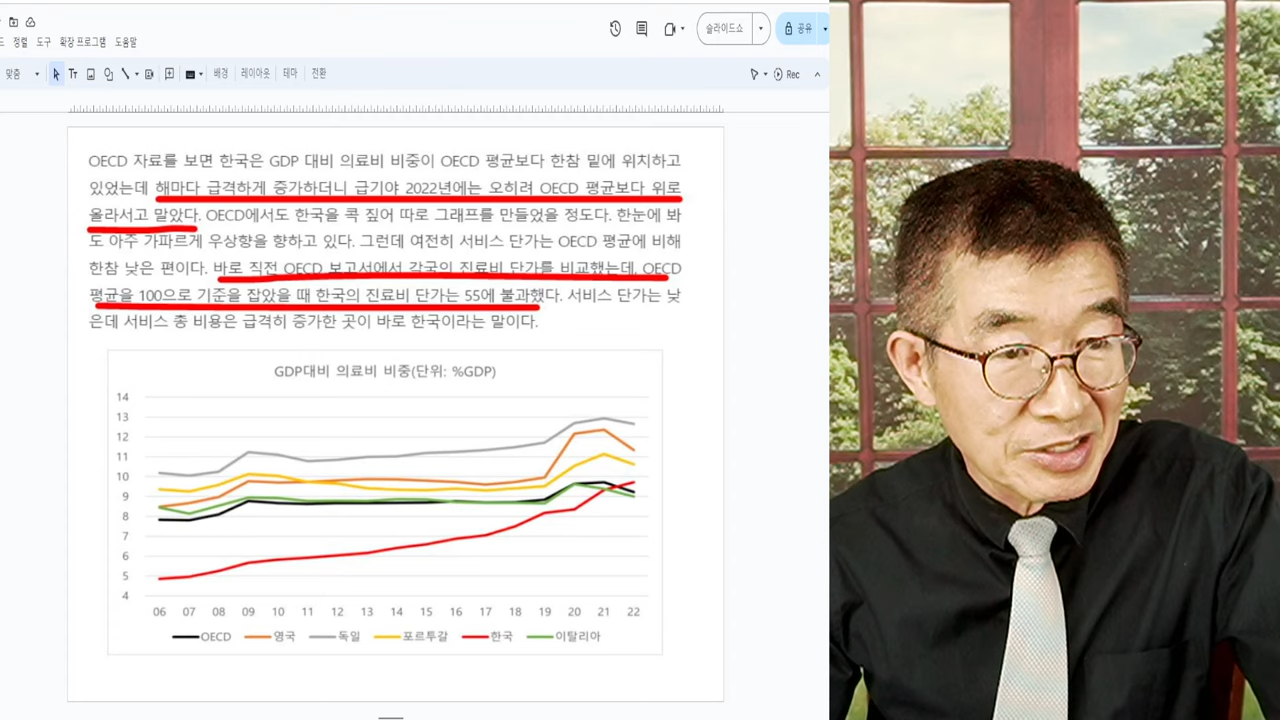 슬라이드쇼
공유
정렬 도구 확장 프로그램 도움말
맞춤
배경 레이아웃 테마 전환
Rec
OECD 자료를 보면 한국은 GDP 대비 의료비 비중이 OECD 평균보다 한참 밑에 위치하고
있었는데 해마다 급격하게 증가하더니 급기야 2022년에는 오히려 OECD 평균보다 위로
올라서고 말았다. OECD에서도 한국을 콕 짚어 따로 그래프를 만들었을 정도다. 한눈에 봐
도 아주 가파르게 우상향을 향하고 있다. 그런데 여전히 서비스 단가는 OECD 평균에 비해
한참 낮은 편이다. 바로 직전 OECD 보고서에서 각국의 진료비 단가를 비교했는데, OECD
평균을 100으로 기준을 잡았을 때 한국의 진료비 단가는 55에 불과했다. 서비스 단가는 낮
은데 서비스 총 비용은 급격히 증가한 곳이 바로 한국이라는 말이다.
GDP대비 의료비 비중(단위: %GDP)
14
13
12
11
10
9
8
7
6
5
4
06 07 08 09 10 11 12 13 14 15 16 17 18 19 20 21 22
OECD 영국 독일 포르투갈 한국 이탈리아